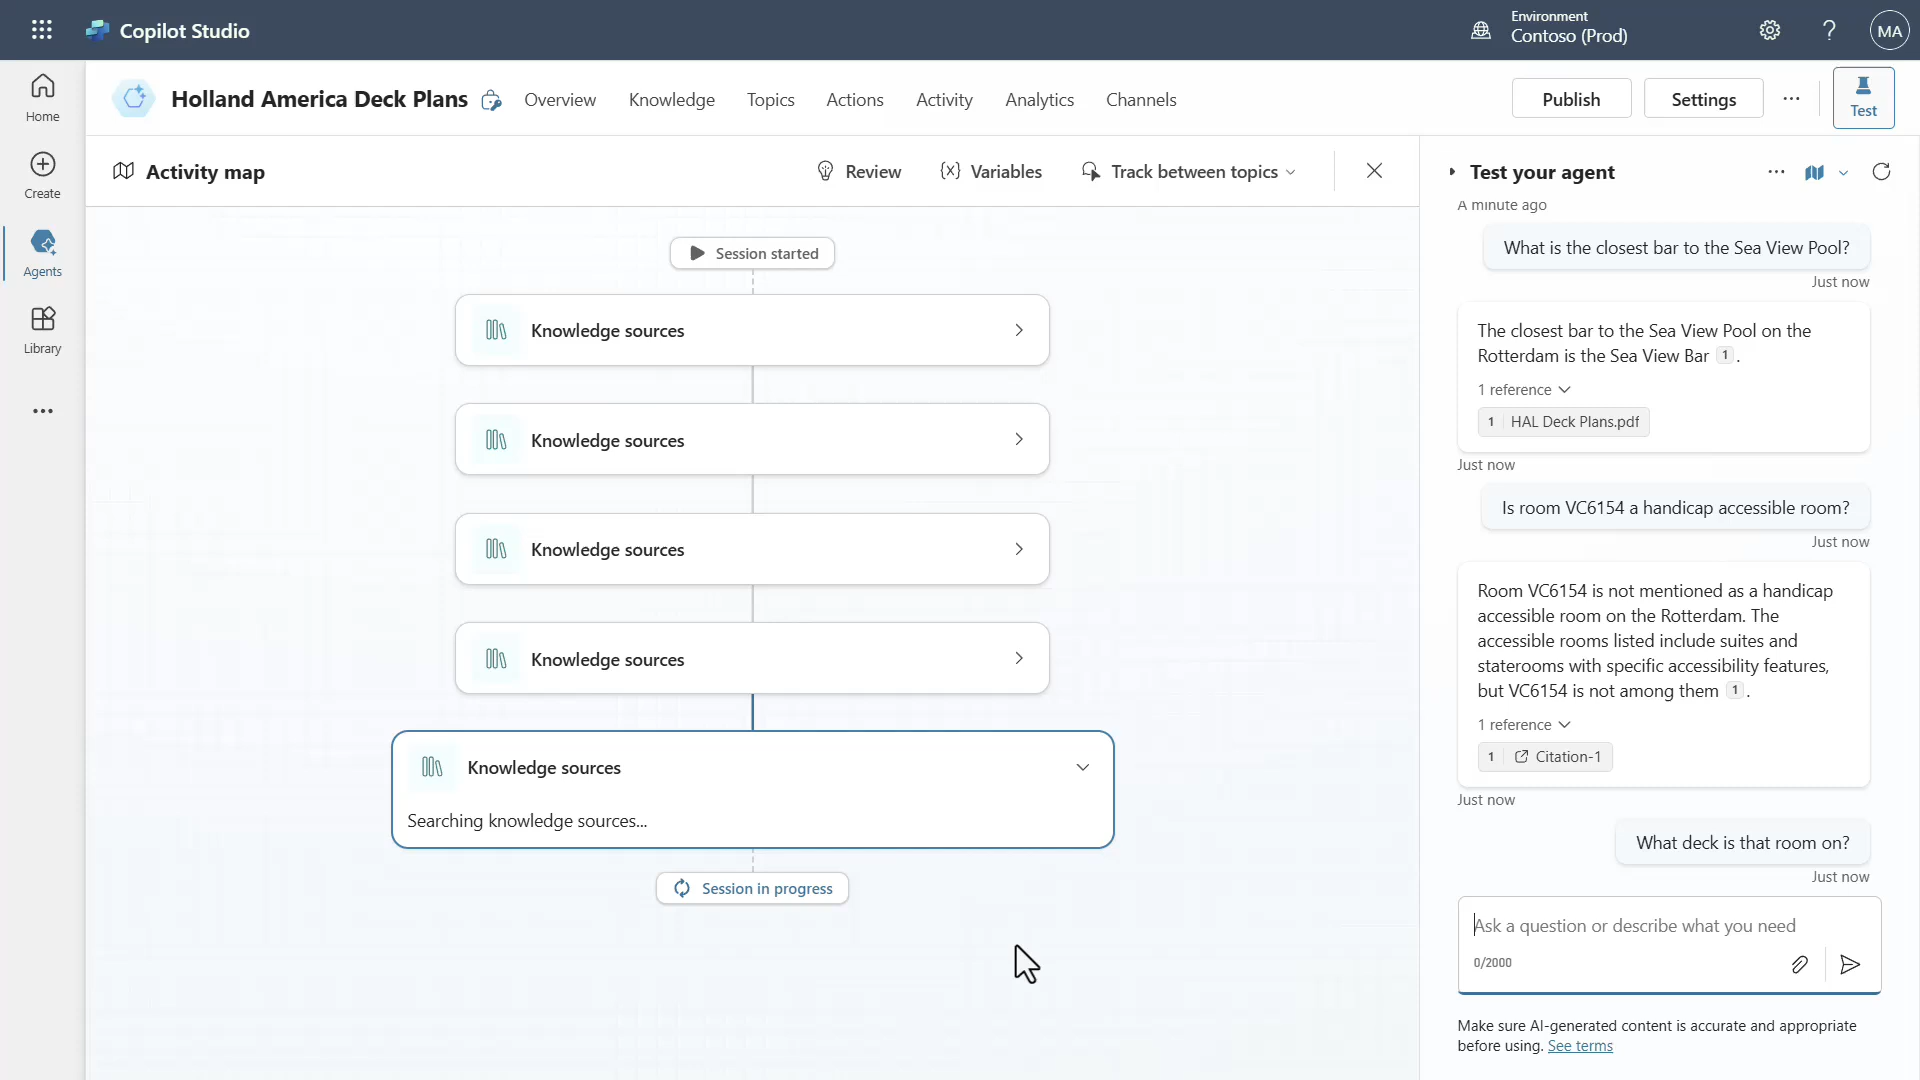 Copilot Studio
Environment
Contoso (Prod)
MA
Home
Create
Agents
Library
Holland America Deck Plans
Overview
Knowledge
Topics
Actions
Activity
Analytics
Channels
Publish
Settings
Test
Activity map
Review
Variables
Track between topics
Session started
Knowledge sources
Knowledge sources
Knowledge sources
Knowledge sources
Knowledge sources
Searching knowledge sources...
Session in progress
Test your agent
A minute ago
What is the closest bar to the Sea View Pool?
Just now
The closest bar to the Sea View Pool on the
Rotterdam is the Sea View Bar 1 .
1 reference
1 HAL Deck Plans.pdf
Just now
Is room VC6154 a handicap accessible room?
Just now
Room VC6154 is not mentioned as a handicap
accessible room on the Rotterdam. The
accessible rooms listed include suites and
staterooms with specific accessibility features,
but VC6154 is not among them 1 .
1 reference
1 Citation-1
Just now
What deck is that room on?
Just now
Ask a question or describe what you need
0/2000
Make sure AI-generated content is accurate and appropriate
before using. See terms